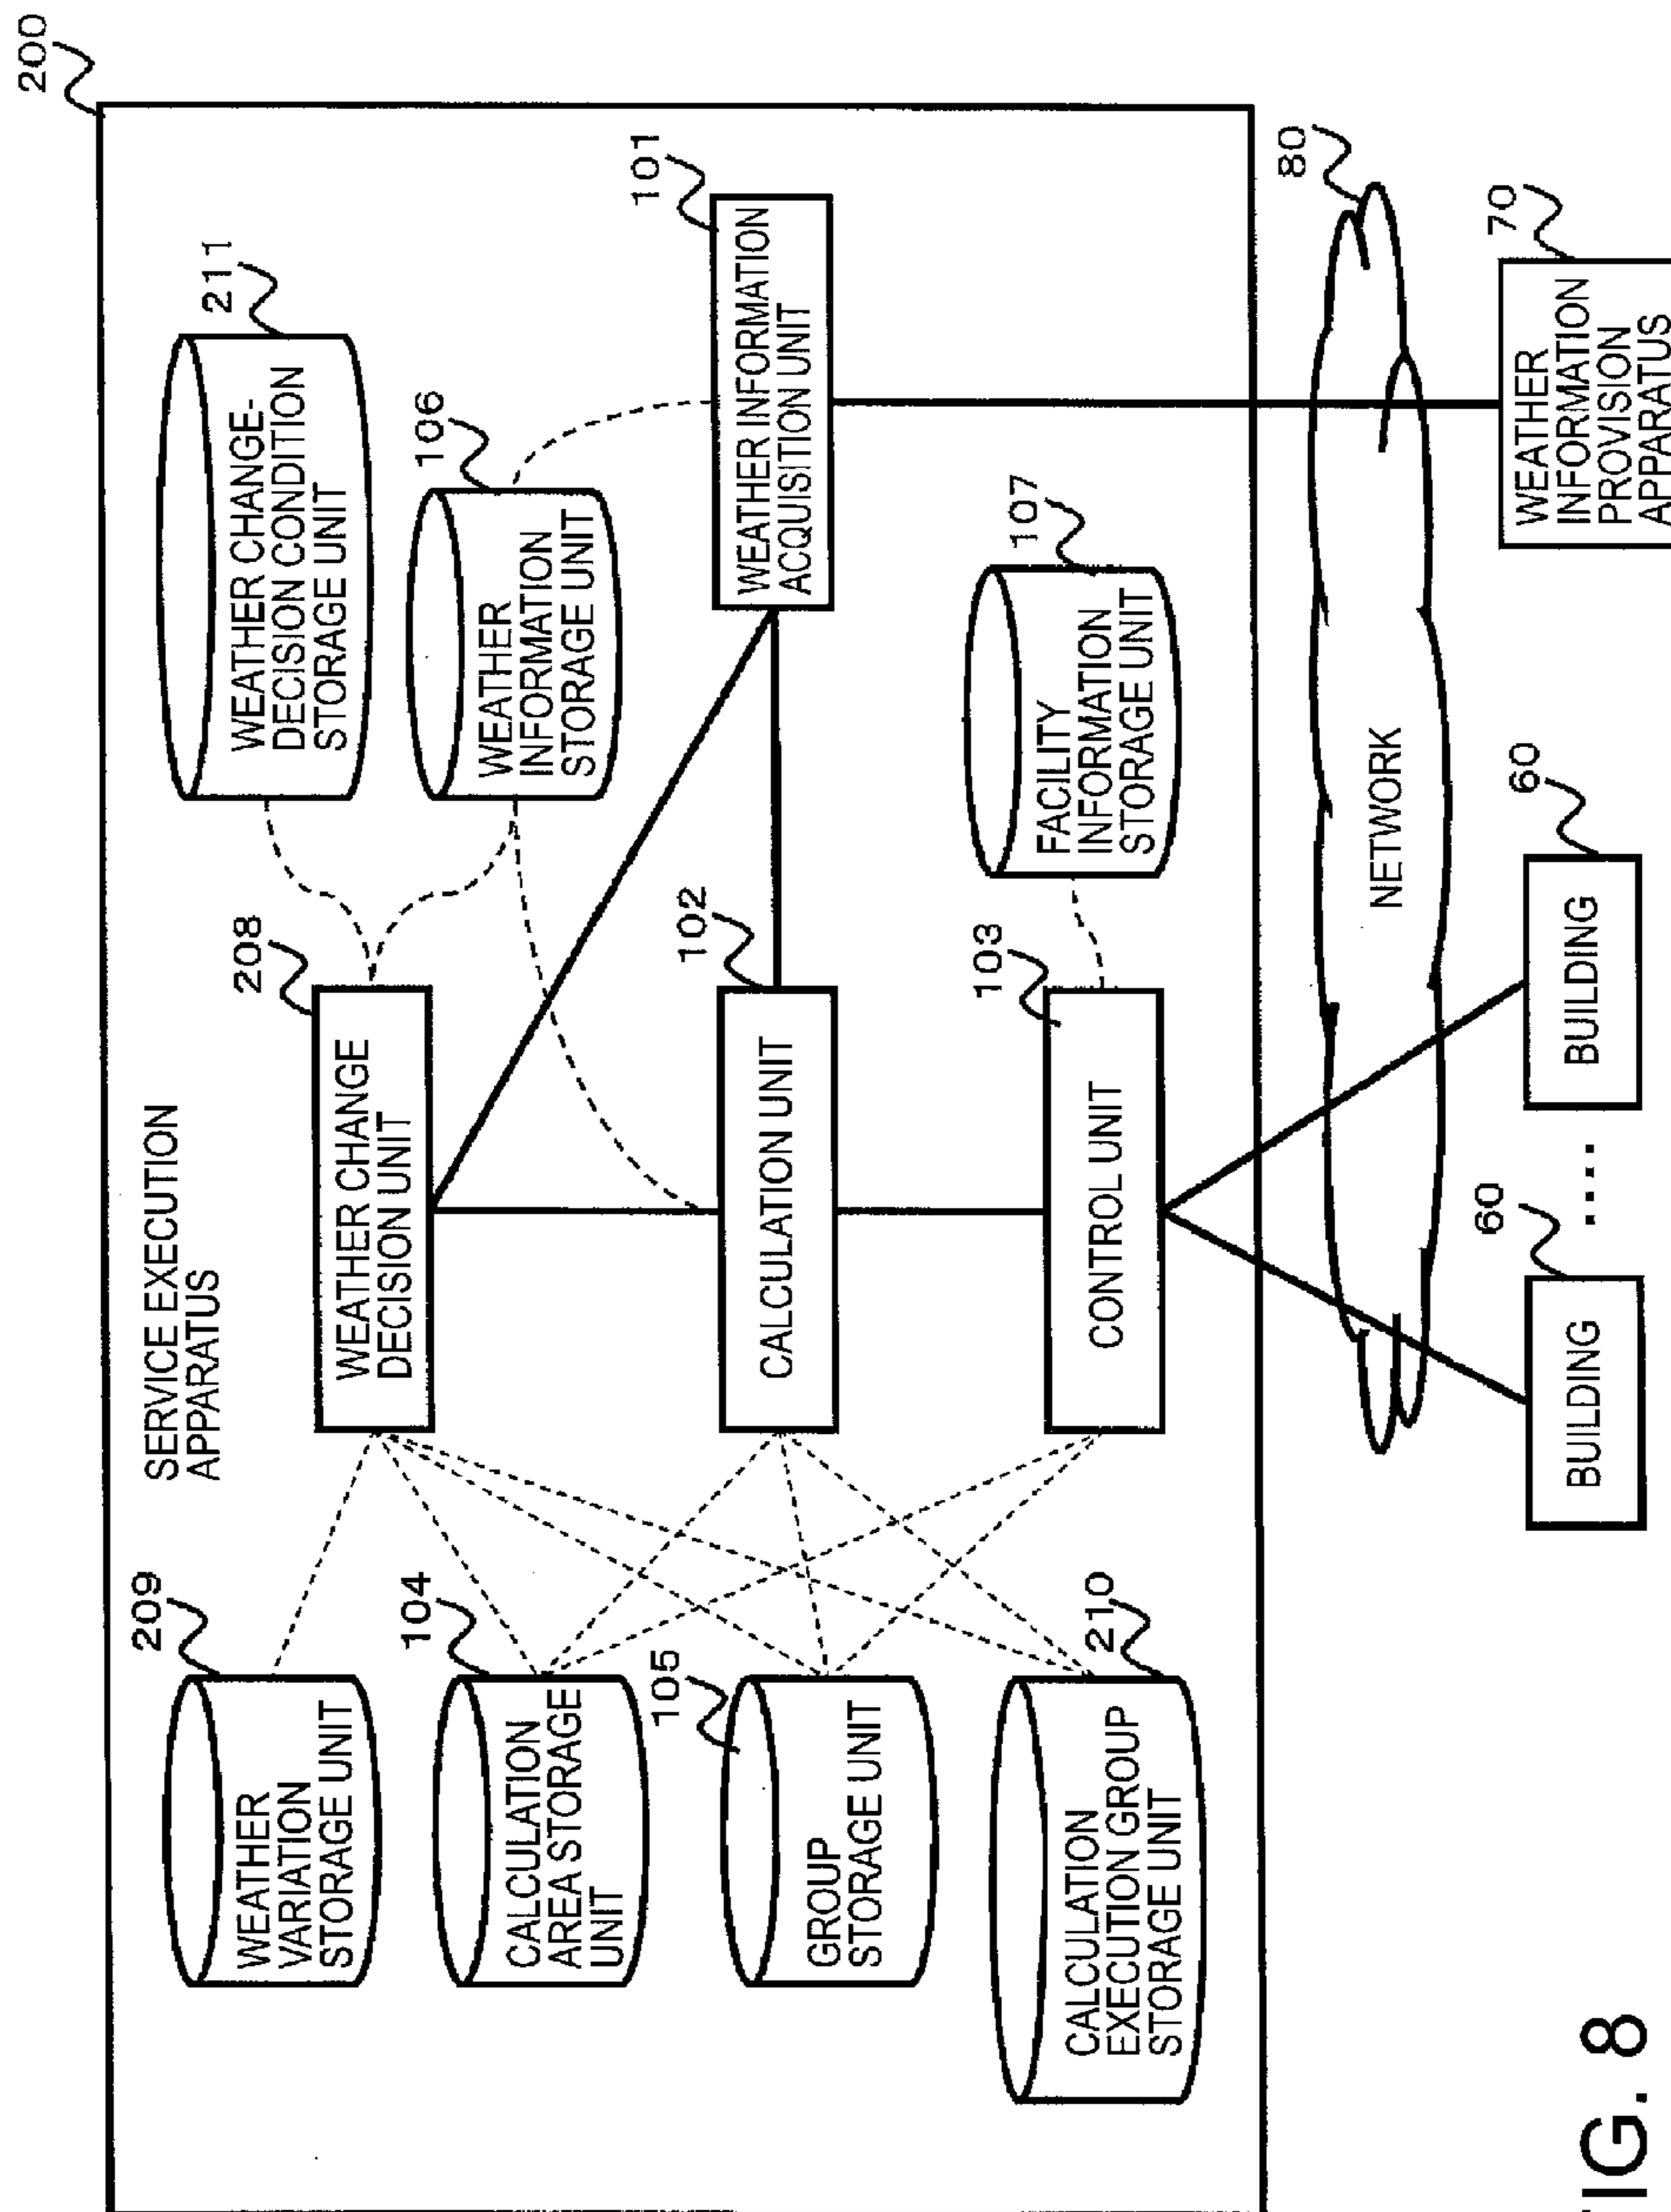 200
SERVICE EXECUTION
APPARATUS
209
WEATHER
VARIATION
STORAGE UNIT
208
WEATHER CHANGE
DECISION UNIT
211
WEATHER CHANGE-
DECISION CONDITION
STORAGE UNIT
104
CALCULATION
AREA STORAGE
UNIT
106
WEATHER
INFORMATION
STORAGE UNIT
105
GROUP
STORAGE UNIT
102
CALCULATION UNIT
101
WEATHER INFORMATION
ACQUISITION UNIT
210
CALCULATION
EXECUTION GROUP
STORAGE UNIT
103
CONTROL UNIT
107
FACILITY
INFORMATION
STORAGE UNIT
80
NETWORK
60
BUILDING
....
60
BUILDING
70
WEATHER
INFORMATION
PROVISION
APPARATUS
IG. 8